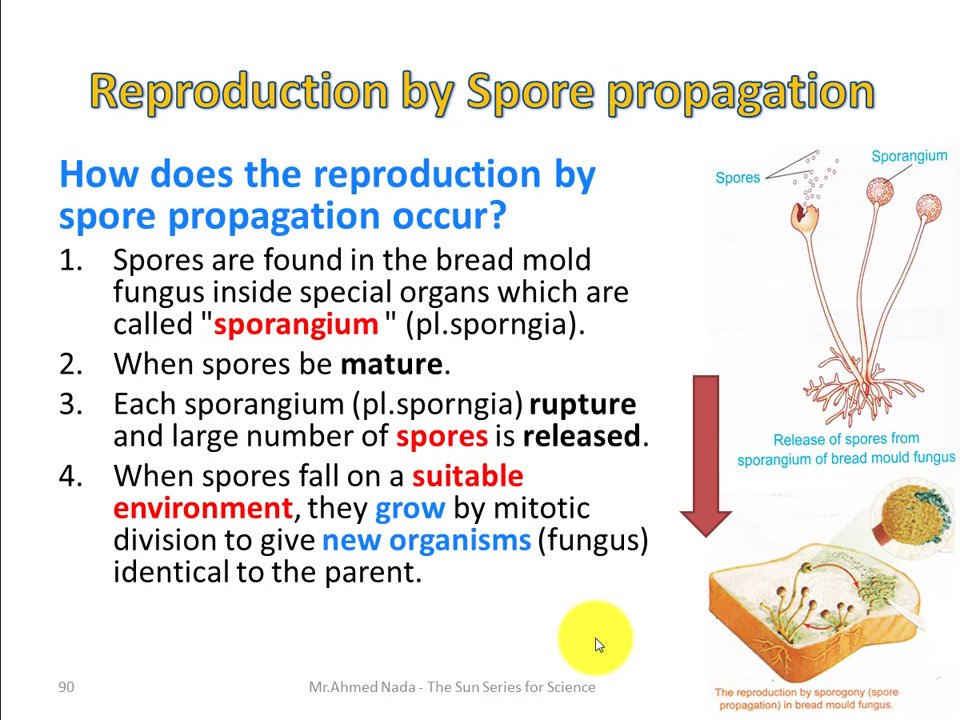 Reproduction by Spore propagation
How does the reproduction by
spore propagation occur?
1. Spores are found in the bread mold
fungus inside special organs which are
called "sporangium " (pl.sporngia).
2. When spores be mature.
3. Each sporangium (pl.sporngia) rupture
and large number of spores is released.
4. When spores fall on a suitable
environment, they grow by mitotic
division to give new organisms (fungus)
identical to the parent.
Spores
Sporangium
Release of spores from
sporangium of bread mould fungus
The reproduction by sporogony (spore
propagation) in bread mould fungus.
90
Mr.Ahmed Nada - The Sun Series for Science